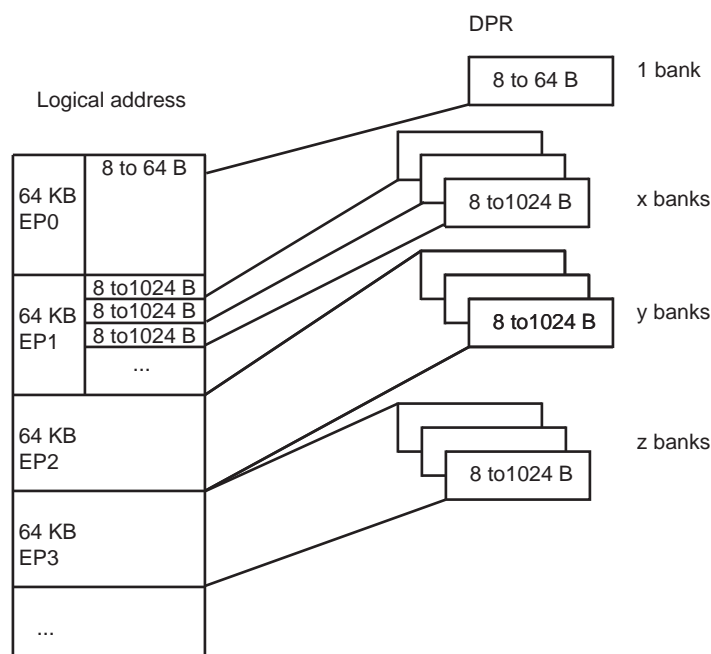 DPR
8 to 64 B
1 bank
Logical address
8 to 64 B
64 KB
EP0
8 to1024 B
x banks
8 to1024 B
8 to1024 B
8 to1024 B
64 KB
EP1
...
8 to1024 B
y banks
64 KB
EP2
8 to1024 B
z banks
64 KB
EP3
...